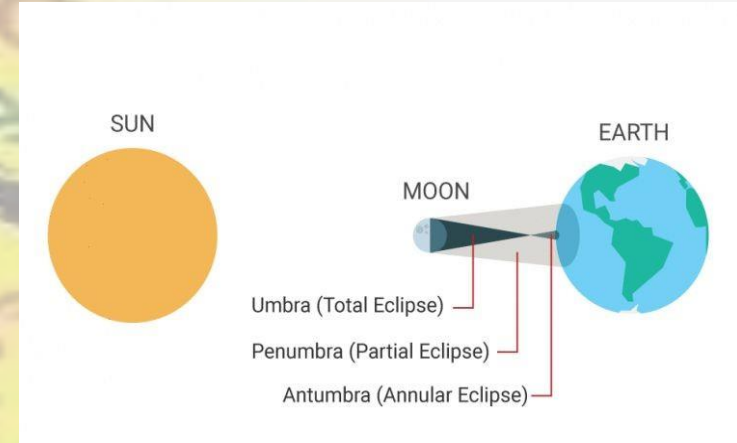 SUN
EARTH
MOON
Umbra (Total Eclipse)
Penumbra (Partial Eclipse)
Antumbra (Annular Eclipse)